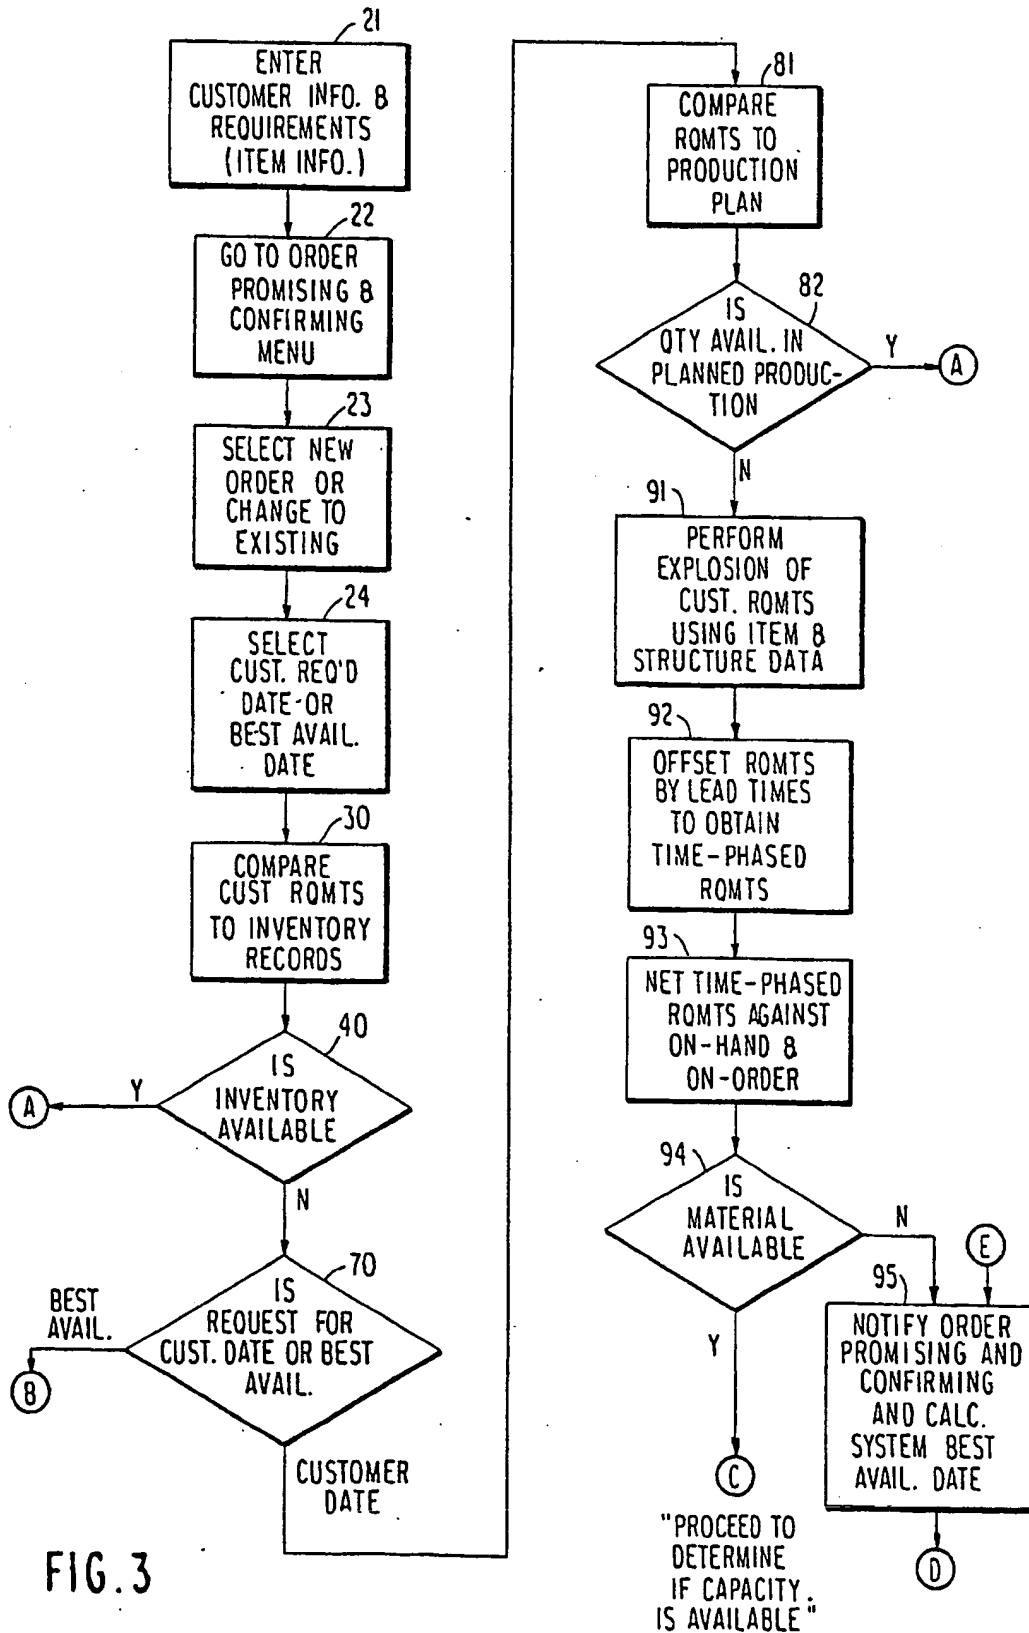 21
ENTER
CUSTOMER INFO. &
REQUIREMENTS
(ITEM INFO.)
22
GO TO ORDER
PROMISING &
CONFIRMING
MENU
23
SELECT NEW
ORDER OR
CHANGE TO
EXISTING
24
SELECT
CUST. REQ'D
DATE-OR
BEST AVAIL.
DATE
30
COMPARE
CUST RQMTS
TO INVENTORY
RECORDS
40
IS
INVENTORY
AVAILABLE
Y
A
N
70
IS
REQUEST FOR
CUST. DATE OR BEST
AVAIL.
BEST
AVAIL.
B
CUSTOMER
DATE
81
COMPARE
RQMTS TO
PRODUCTION
PLAN
82
IS
QTY AVAIL. IN
PLANNED PRODUC-
TION
Y
A
N
91
PERFORM
EXPLOSION OF
CUST. RQMTS
USING ITEM &
STRUCTURE DATA
92
OFFSET RQMTS
BY LEAD TIMES
TO OBTAIN
TIME-PHASED
RQMTS
93
NET TIME-PHASED
RQMTS AGAINST
ON-HAND &
ON-ORDER
94
IS
MATERIAL
AVAILABLE
N
E
Y
95
NOTIFY ORDER
PROMISING AND
CONFIRMING
AND CALC.
SYSTEM BEST
AVAIL. DATE
C
D
"PROCEED TO
DETERMINE
IF CAPACITY.
IS AVAILABLE"
FIG. 3